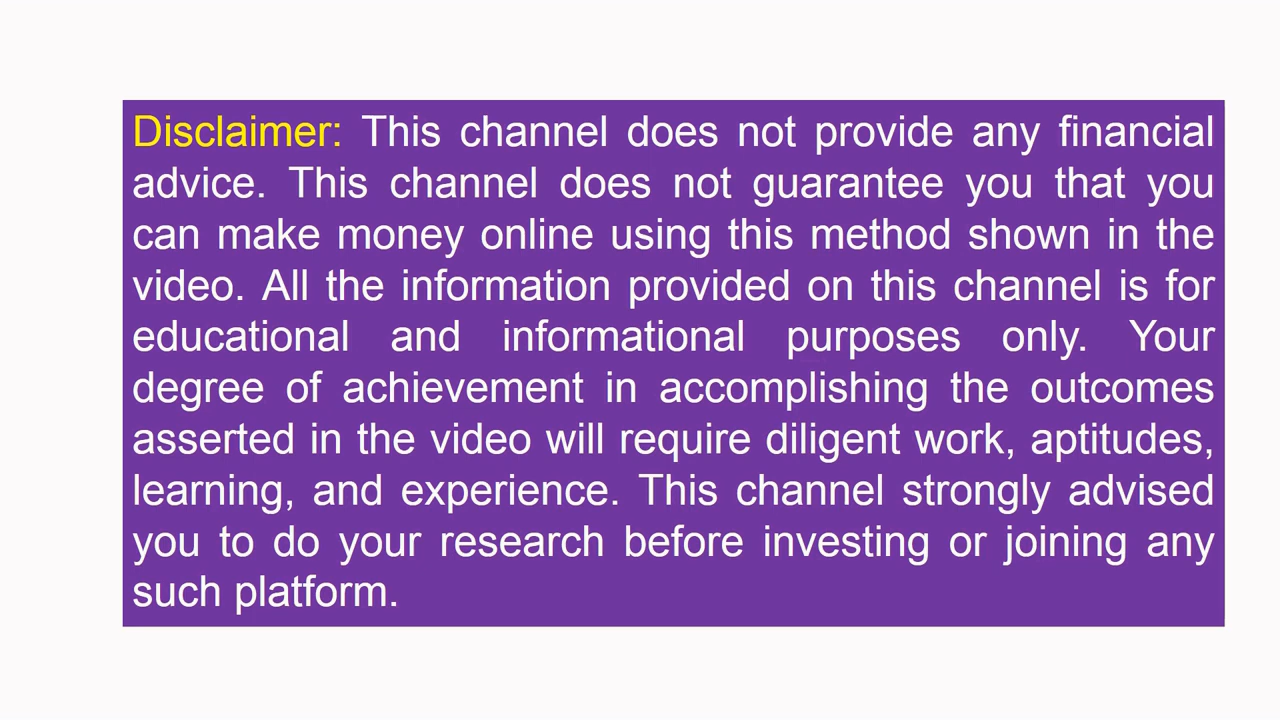 Disclaimer: This channel does not provide any financial
advice. This channel does not guarantee you that you
can make money online using this method shown in the
video. All the information provided on this channel is for
educational and informational purposes only. Your
degree of achievement in accomplishing the outcomes
asserted in the video will require diligent work, aptitudes,
learning, and experience. This channel strongly advised
you to do your research before investing or joining any
such platform.